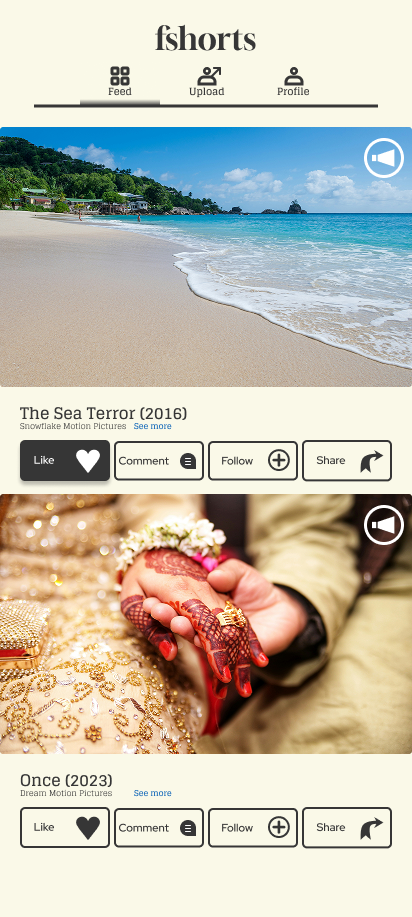 fshorts
Feed Upload Profile
The Sea Terror (2016)
Snowflake Motion Pictures See more
Like Comment Follow Share
Once (2023)
Dream Motion Pictures See more
Like Comment Follow Share